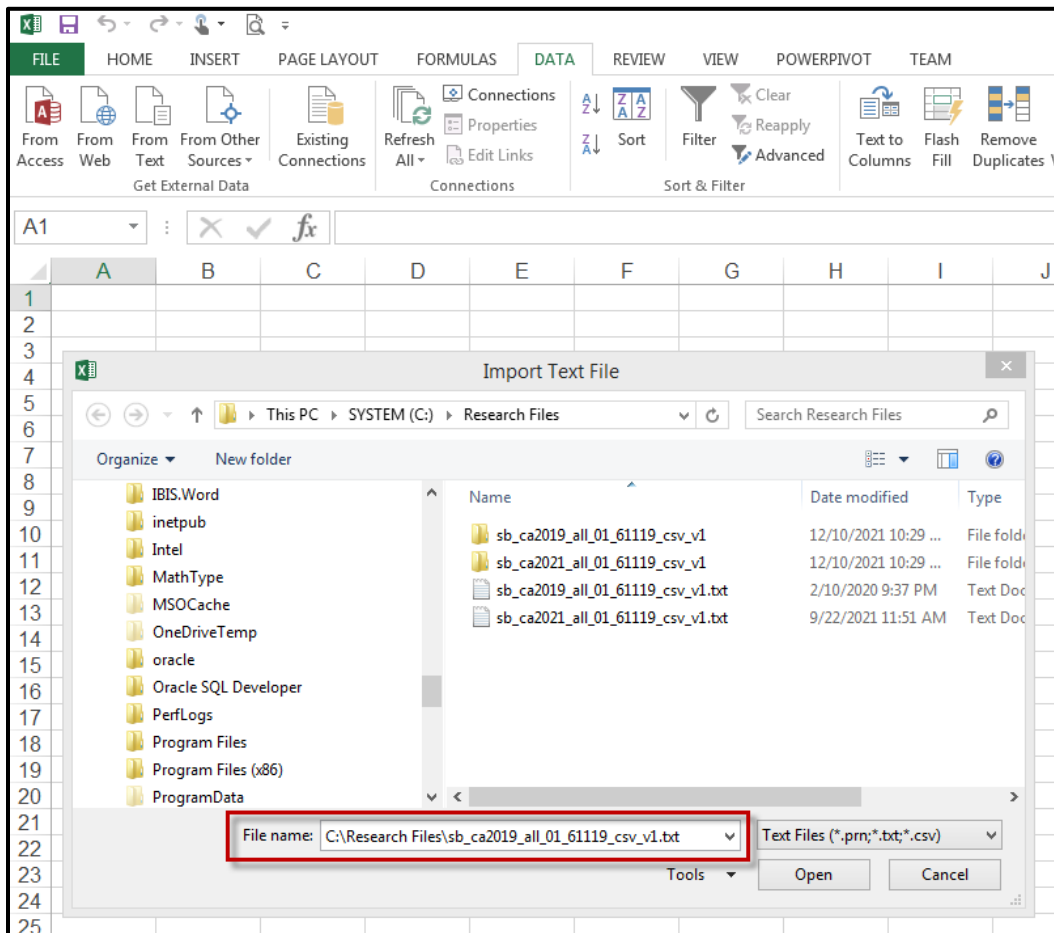 FILE HOME INSERT PAGE LAYOUT FORMULAS DATA REVIEW VIEW POWERPIVOT TEAM
From Access
From Web
From Text
From Other Sources
Existing Connections
Get External Data
Refresh All
Connections
Properties
Edit Links
Connections
A Z
Z A
Z A A Z
Sort
Filter
Clear
Reapply
Advanced
Sort & Filter
Text to Columns
Flash Fill
Remove Duplicates
A1 fx
A B C D E F G H I J
1
2
3
4
5
6
7
8
9
10
11
12
13
14
15
16
17
18
19
20
21
22
23
24
25
Import Text File
This PC SYSTEM (C:) Research Files
Search Research Files
Organize New folder
IBIS.Word
inetpub
Intel
MathType
MSOCache
OneDriveTemp
oracle
Oracle SQL Developer
PerfLogs
Program Files
Program Files (x86)
ProgramData
Name Date modified Type
sb_ca2019_all_01_61119_csv_v1 12/10/2021 10:29 ... File fold
sb_ca2021_all_01_61119_csv_v1 12/10/2021 10:29 ... File fold
sb_ca2019_all_01_61119_csv_v1.txt 2/10/2020 9:37 PM Text Doc
sb_ca2021_all_01_61119_csv_v1.txt 9/22/2021 11:51 AM Text Doc
File name: C:\Research Files\sb_ca2019_all_01_61119_csv_v1.txt Text Files (*.prn;*.txt;*.csv)
Tools Open Cancel